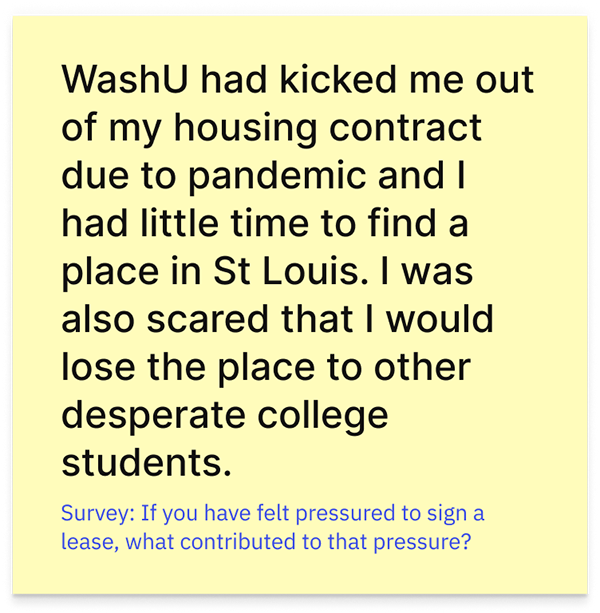 WashU had kicked me out
of my housing contract
due to pandemic and I
had little time to find a
place in St Louis. I was
also scared that I would
lose the place to other
desperate college
students.
Survey: If you have felt pressured to sign a
lease, what contributed to that pressure?